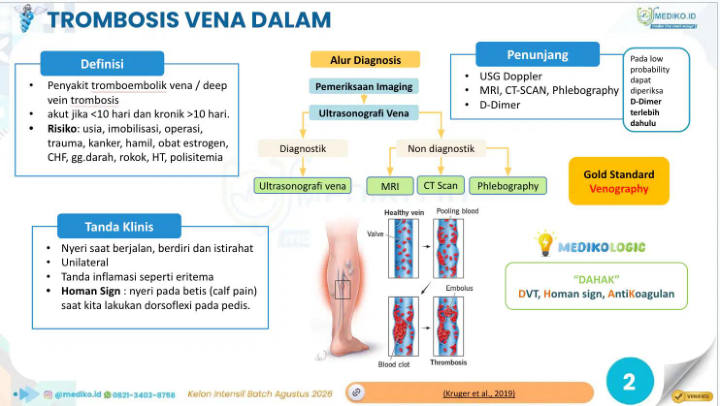 TROMBOSIS VENA DALAM
MEDIKO.ID
Definisi
• Penyakit tromboembolik vena / deep
vein trombosis
• akut jika <10 hari dan kronik >10 hari.
• Risiko: usia, imobilisasi, operasi,
trauma, kanker, hamil, obat estrogen,
CHF, gg.darah, rokok, HT, polisitemia
Alur Diagnosis
Pemeriksaan Imaging
Ultrasonografi Vena
Diagnostik
Non diagnostik
Ultrasonografi vena
MRI
CT Scan
Phlebography
Penunjang
• USG Doppler
• MRI, CT-SCAN, Phlebography
• D-Dimer
Pada low
probability
dapat
diperiksa
D-Dimer
terlebih
dahulu
Gold Standard
Venography
Tanda Klinis
• Nyeri saat berjalan, berdiri dan istirahat
• Unilateral
• Tanda inflamasi seperti eritema
• Homan Sign : nyeri pada betis (calf pain)
saat kita lakukan dorsoflexi pada pedis.
Healthy vein
Pooling blood
Valve
Embolus
Blood clot
Thrombosis
MEDIKOLOGIC
"DAHAK"
DVT, Homan sign, AntiKoagulan
@mediko.id 0821-3403-8768
Kelon Intensif Batch Agustus 2026
(Kruger et al., 2019)
2